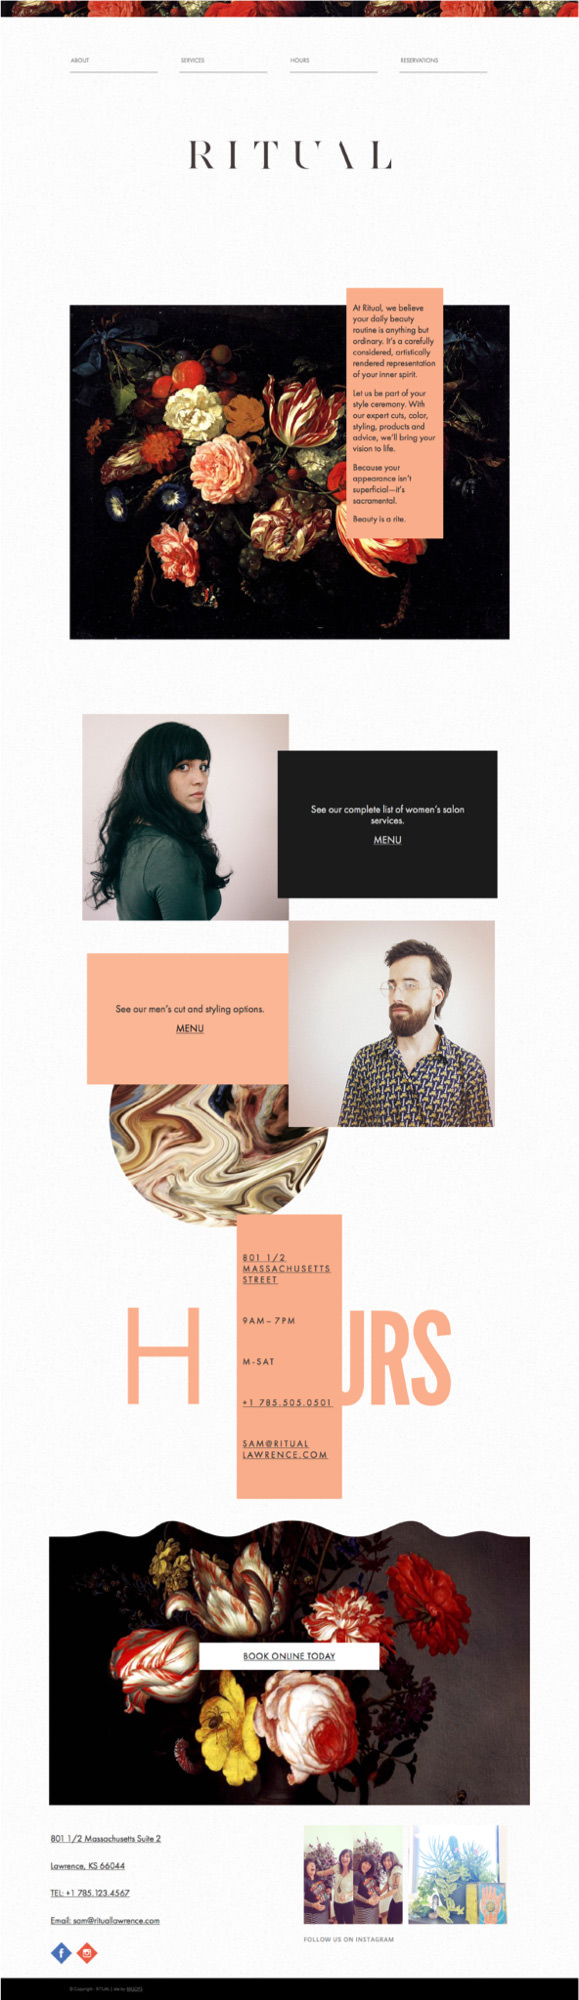 ABOUT SERVICES HOURS RESERVATIONS
RITUAL
At Ritual, we believe
your daily beauty
routine is anything but
ordinary. It's a carefully
considered, artistically
rendered representation
of your inner spirit.
Let us be part of your
style ceremony. With
our expert cuts, color,
styling, products and
advice, we'll bring your
vision to life.
Because your
appearance isn't
superficial—it's
sacramental.
Beauty is a rite.
See our complete list of women's salon
services.
MENU
See our men's cut and styling options.
MENU
801 1/2
MASSACHUSETTS
STREET
9AM– 7PM
H URS
M-SAT
+1 785.505.0501
SAM@RITUAL
LAWRENCE.COM
BOOK ONLINE TODAY
801 1/2 Massachusetts Suite 2
Lawrence, KS 66044
TEL: +1 785.123.4567
Email: sam@rituallawrence.com
FOLLOW US ON INSTAGRAM